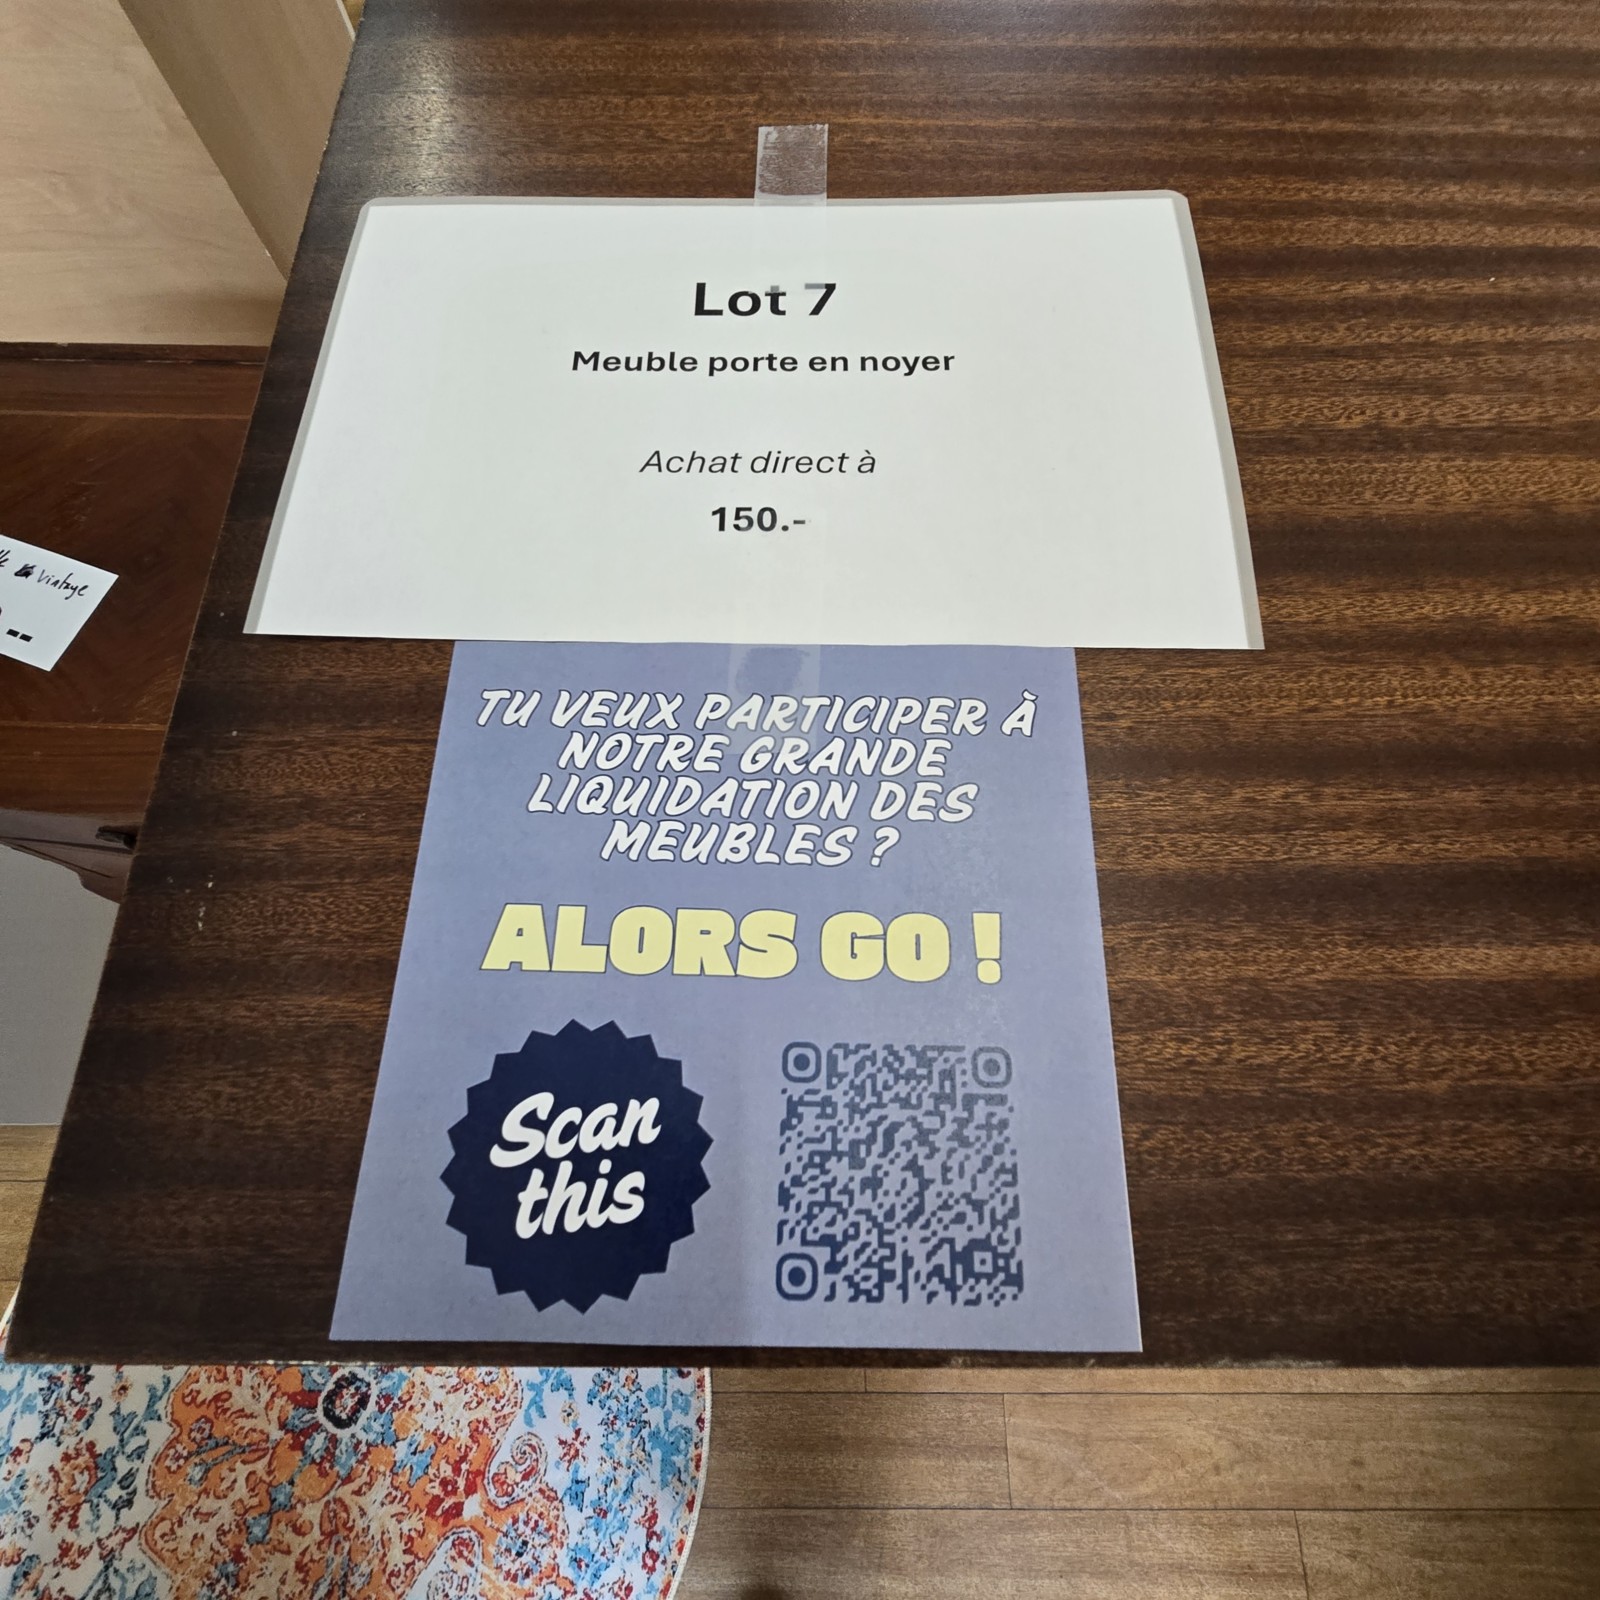 Lot 7
Meuble porte en noyer
Achat direct à
150.-
Vintage
TU VEUX PARTICIPER À
NOTRE GRANDE
LIQUIDATION DES
MEUBLES ?
ALORS GO !
Scan
this